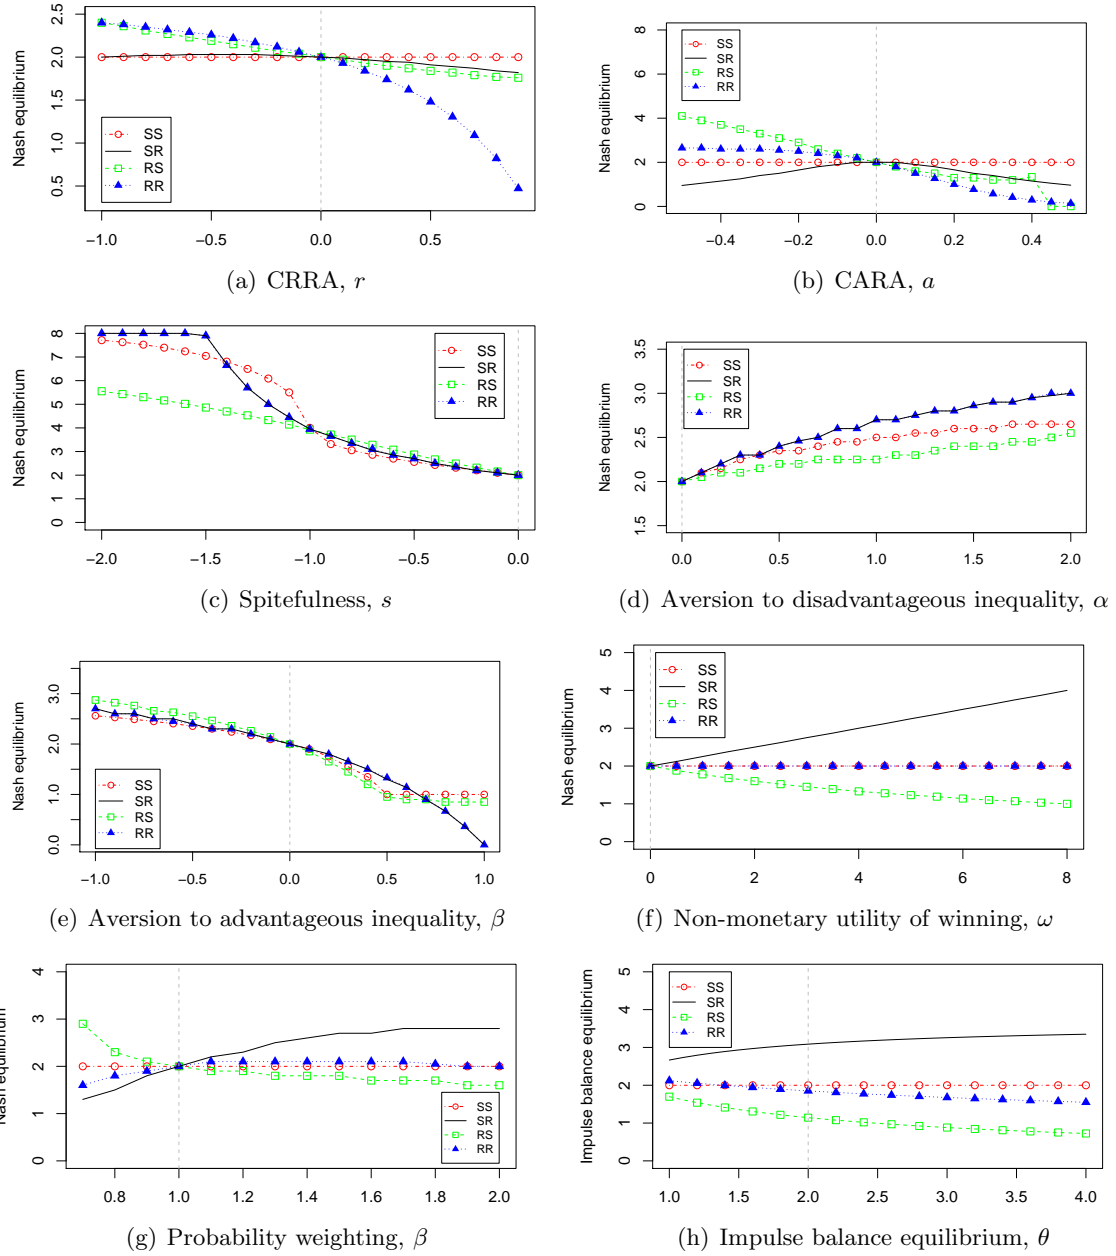 Nash equilibrium
2.5
2.0
1.5
1.0
0.5
SS
SR
RS
RR
−1.0 −0.5 0.0 0.5
(a) CRRA, r
Nash equilibrium
8
6
4
2
0
SS
SR
RS
RR
−0.4 −0.2 0.0 0.2 0.4
(b) CARA, a
Nash equilibrium
8
7
6
5
4
3
2
1
0
SS
SR
RS
RR
−2.0 −1.5 −1.0 −0.5 0.0
(c) Spitefulness, s
Nash equilibrium
3.5
3.0
2.5
2.0
1.5
SS
SR
RS
RR
0.0 0.5 1.0 1.5 2.0
(d) Aversion to disadvantageous inequality, α
Nash equilibrium
3.0
2.0
1.0
0.0
SS
SR
RS
RR
−1.0 −0.5 0.0 0.5 1.0
(e) Aversion to advantageous inequality, β
Nash equilibrium
5
4
3
2
1
SS
SR
RS
RR
0 2 4 6 8
(f) Non-monetary utility of winning, ω
Nash equilibrium
4
3
2
1
0
SS
SR
RS
RR
0.8 1.0 1.2 1.4 1.6 1.8 2.0
(g) Probability weighting, β
Impulse balance equilibrium
5
4
3
2
1
0
SS
SR
RS
RR
1.0 1.5 2.0 2.5 3.0 3.5 4.0
(h) Impulse balance equilibrium, θ